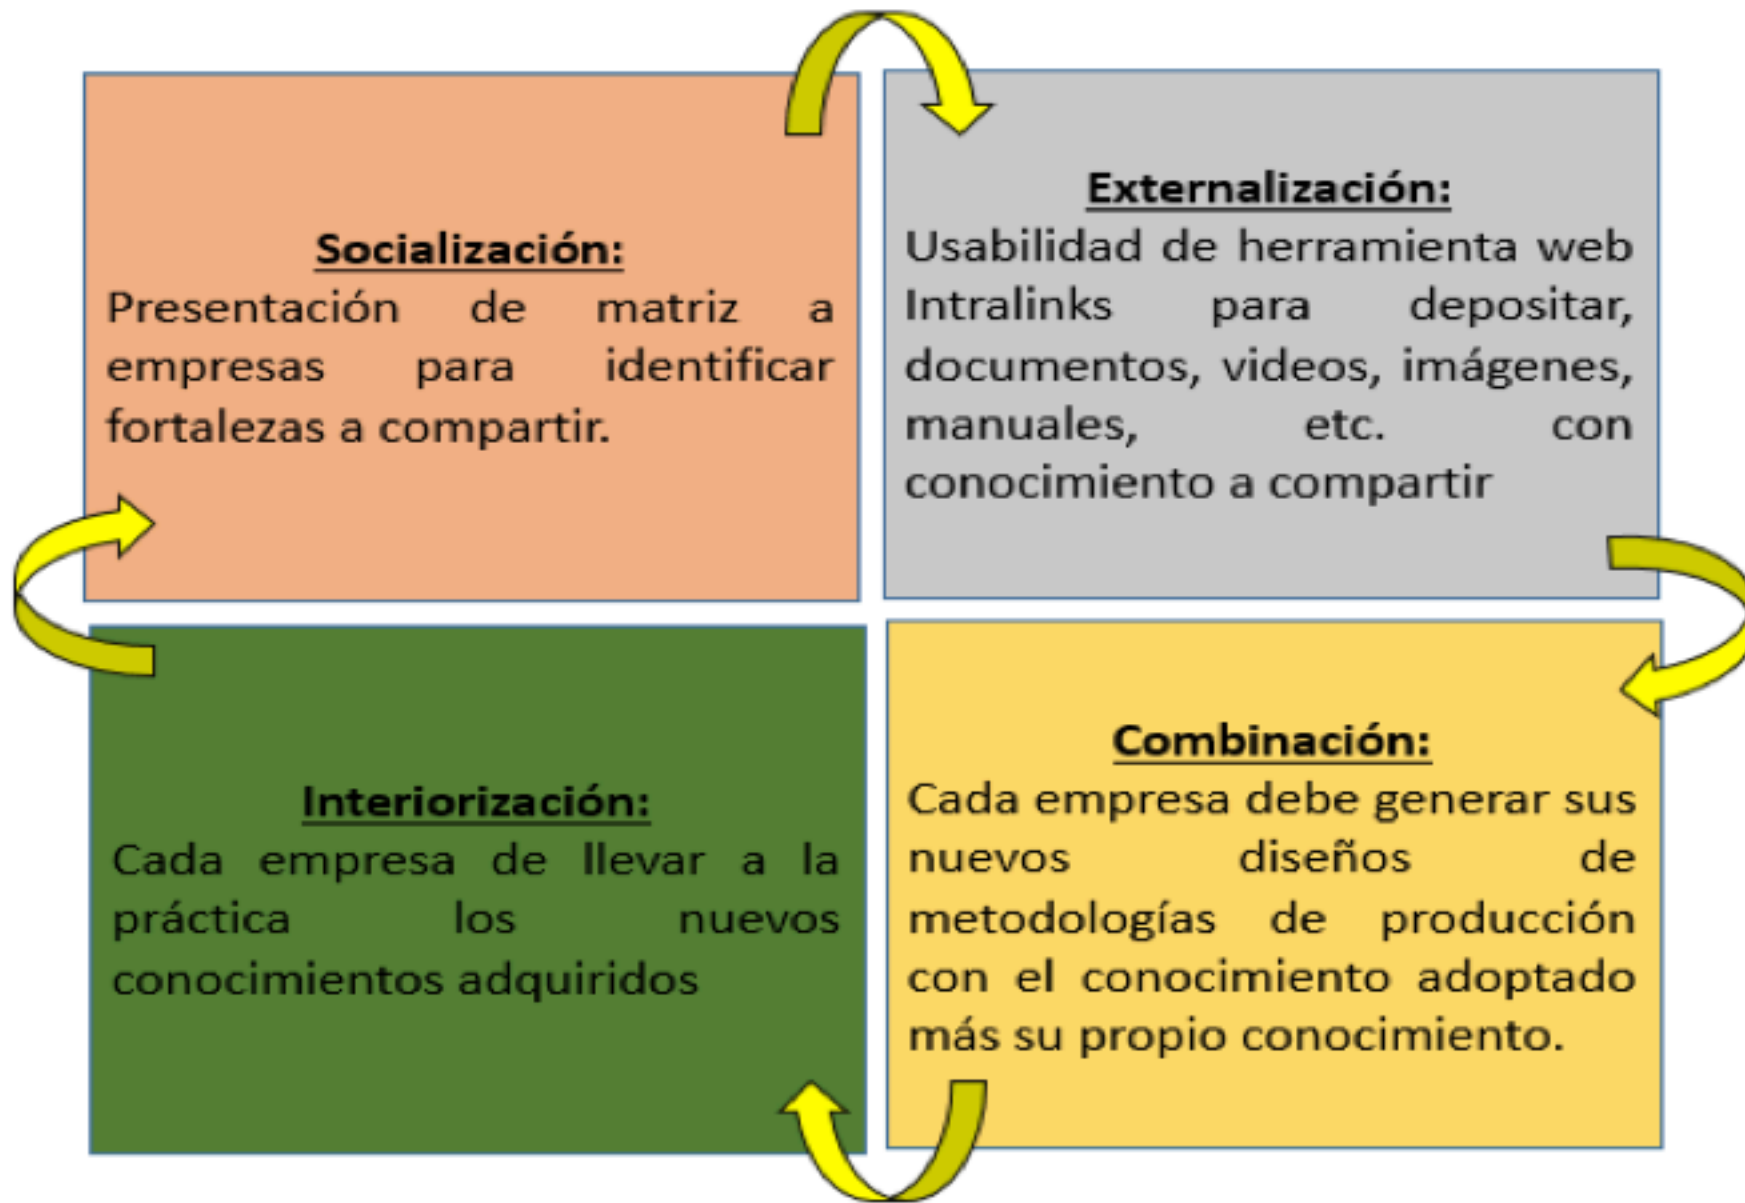 Socialización:
Presentación de matriz a
empresas para identificar
fortalezas a compartir.
Externalización:
Usabilidad de herramienta web
Intralinks para depositar,
documentos, videos, imágenes,
manuales, etc. con
conocimiento a compartir
Interiorización:
Cada empresa de llevar a la
práctica los nuevos
conocimientos adquiridos
Combinación:
Cada empresa debe generar sus
nuevos diseños de
metodologías de producción
con el conocimiento adoptado
más su propio conocimiento.